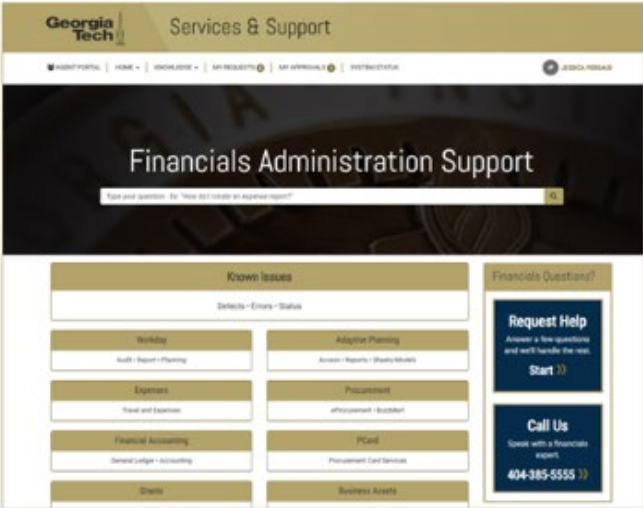 Georgia
Tech
Services & Support
AGENT PORTAL
HOME
KNOWLEDGE
MY REQUESTS
MY APPROVALS
SYSTEM STATUS
Financials Administration Support
Type your question - Ex: "How do I create an expense report?"
Known Issues
Defects • Errors • Status
Workday
Audit • Report • Planning
Adaptive Planning
Access • Reports • Sheets/Models
Expenses
Travel and Expenses
Procurement
eProcurement • BuzzMart
Financial Accounting
General Ledger • Accounting
PCard
Procurement Card Services
Grants
Business Assets
Financials Questions?
Request Help
Answer a few questions
and we'll handle the rest.
Start
Call Us
Speak with a financials
expert.
404-385-5555